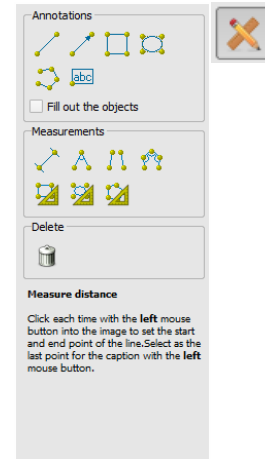 Annotations
abc
Fill out the objects
Measurements
Delete
Measure distance
Click each time with the left mouse
button into the image to set the start
and end point of the line.Select as the
last point for the caption with the left
mouse button.